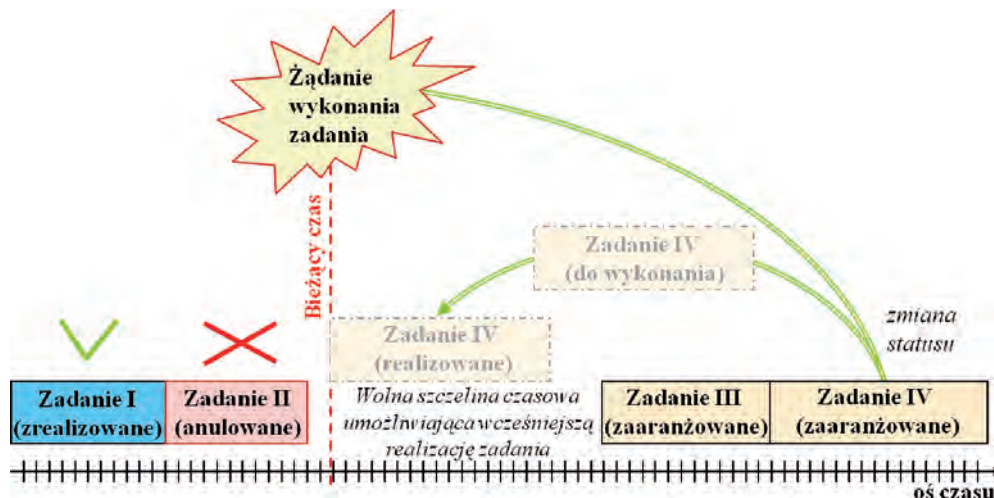 Żądanie
wykonania
zadania
Bieżący czas
Zadanie IV
(do wykonania)
Zadanie IV
(realizowane)
zmiana
statusu
Zadanie I
(zrealizowane)
Zadanie II
(anulowane)
Wolna szczelina czasowa
umożliwiająca wcześniejszą
realizację zadania
Zadanie III
(zaaranżowane)
Zadanie IV
(zaaranżowane)
oś czasu